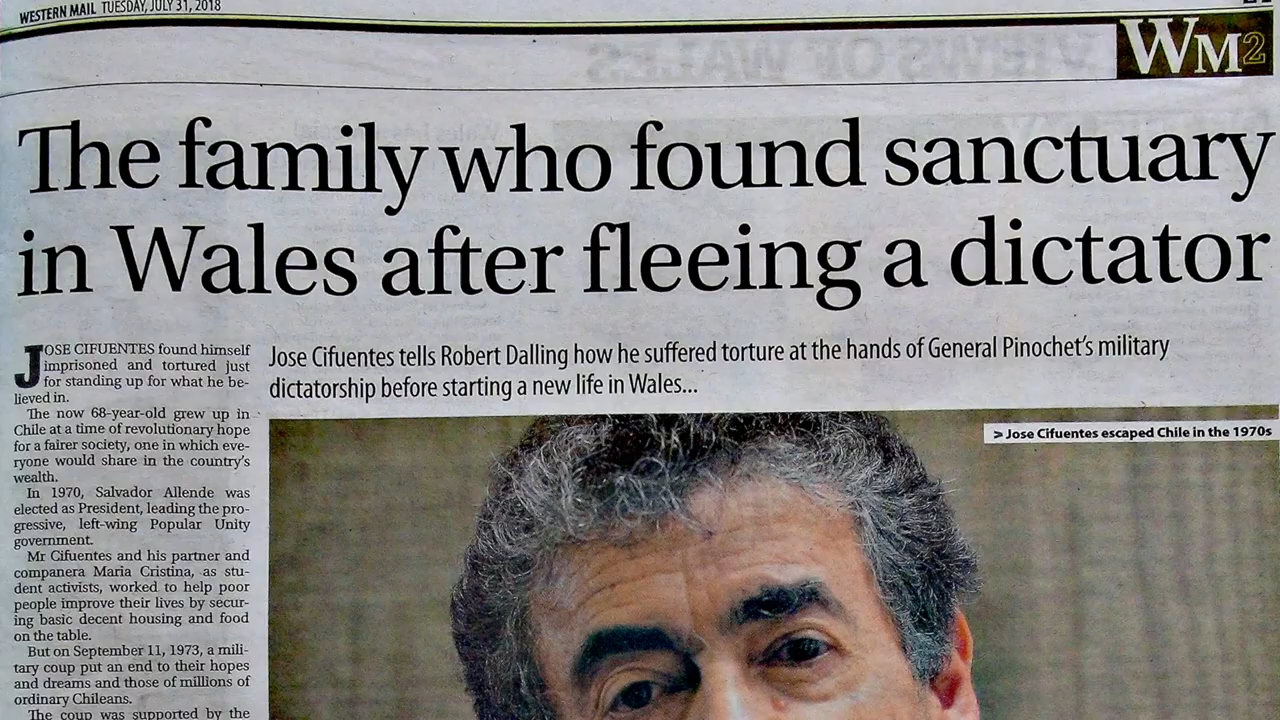 WESTERN MAIL TUESDAY, JULY 31, 2018
WM2
The family who found sanctuary
in Wales after fleeing a dictator
Jose Cifuentes tells Robert Dalling how he suffered torture at the hands of General Pinochet's military
dictatorship before starting a new life in Wales...
> Jose Cifuentes escaped Chile in the 1970s
JOSE CIFUENTES found himself
imprisoned and tortured just
for standing up for what he be-
lieved in.
The now 68-year-old grew up in
Chile at a time of revolutionary hope
for a fairer society, one in which eve-
ryone would share in the country's
wealth.
In 1970, Salvador Allende was
elected as President, leading the pro-
gressive, left-wing Popular Unity
government.
Mr Cifuentes and his partner and
companera Maria Cristina, as stu-
dent activists, worked to help poor
people improve their lives by secur-
ing basic decent housing and food
on the table.
But on September 11, 1973, a mili-
tary coup put an end to their hopes
and dreams and those of millions of
ordinary Chileans.
The coup was supported by the